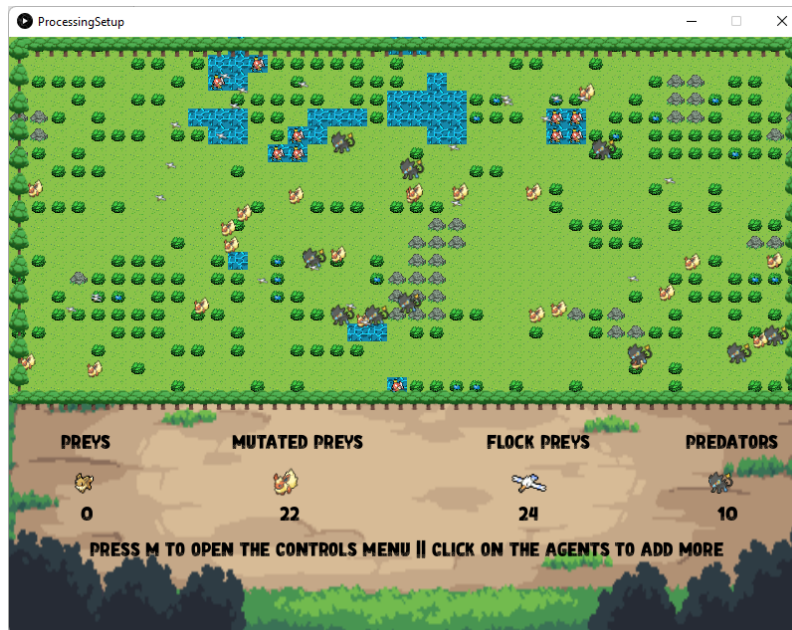 ProcessingSetup
PREYS
MUTATED PREYS
FLOCK PREYS
PREDATORS
0
22
24
10
PRESS M TO OPEN THE CONTROLS MENU || CLICK ON THE AGENTS TO ADD MORE